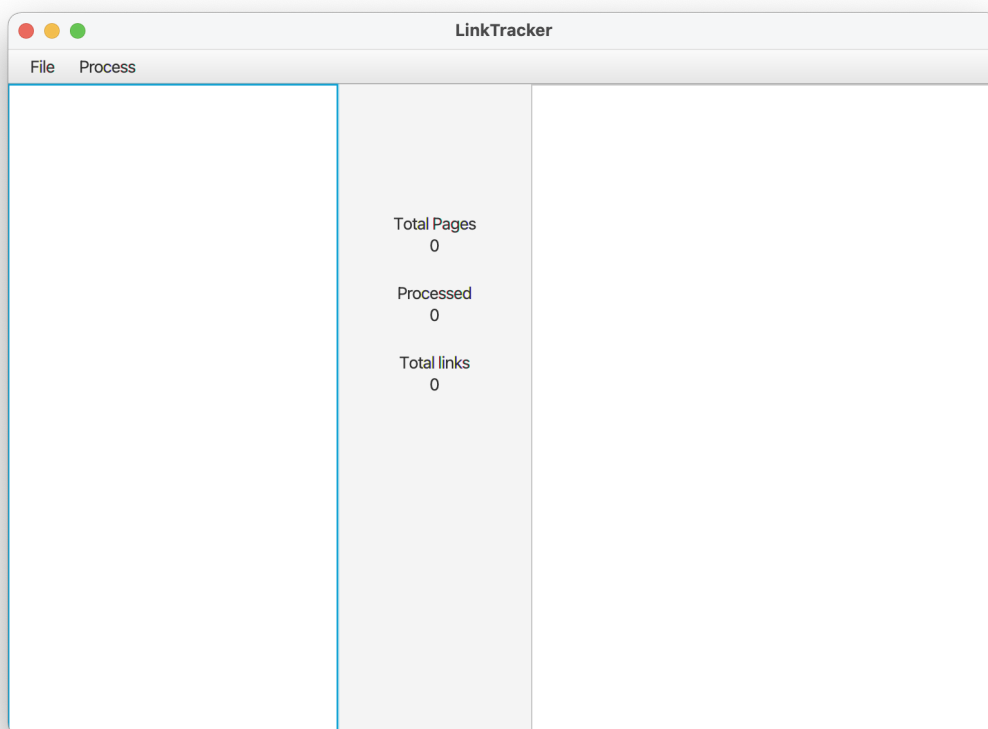 LinkTracker
File Process
Total Pages
0
Processed
0
Total links
0